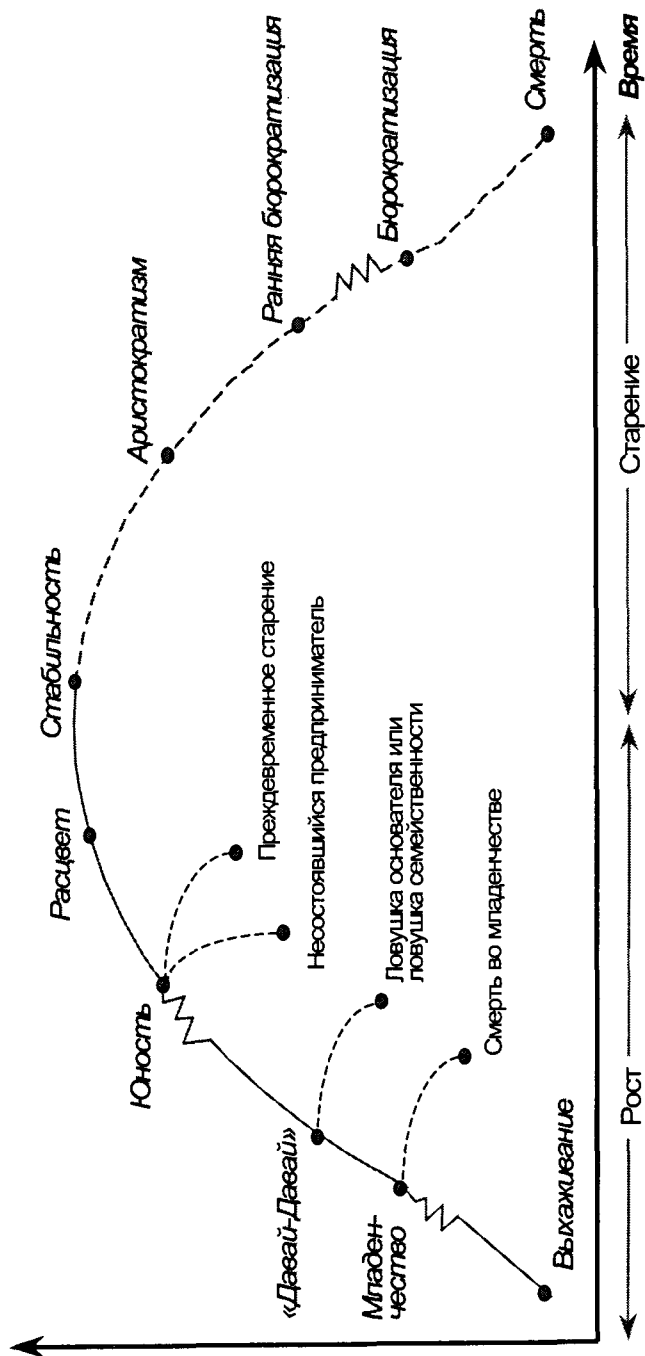 Выхаживание
Младен-
чество
Смерть во младенчестве
«Давай-Давай»
Ловушка основателя или
ловушка семейственности
Юность
Несостоявшийся предприниматель
Преждевременное старение
Расцвет
Стабильность
Аристократизм
Ранняя бюрократизация
Бюрократизация
Смерть
Рост
Старение
Время